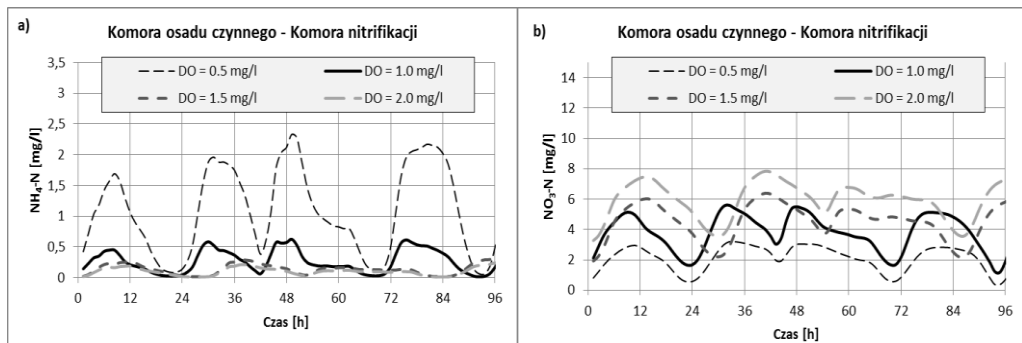 a)
Komora osadu czynnego - Komora nitryfikacji
DO = 0.5 mg/l
DO = 1.0 mg/l
DO = 1.5 mg/l
DO = 2.0 mg/l
NH₄-N [mg/l]
3,5
3
2,5
2
1,5
1
0,5
0
0 12 24 36 48 60 72 84 96
Czas [h]
b)
Komora osadu czynnego - Komora nitrifikacji
DO = 0.5 mg/l
DO = 1.0 mg/l
DO = 1.5 mg/l
DO = 2.0 mg/l
NO₃-N [mg/l]
14
12
10
8
6
4
2
0
0 12 24 36 48 60 72 84 96
Czas [h]